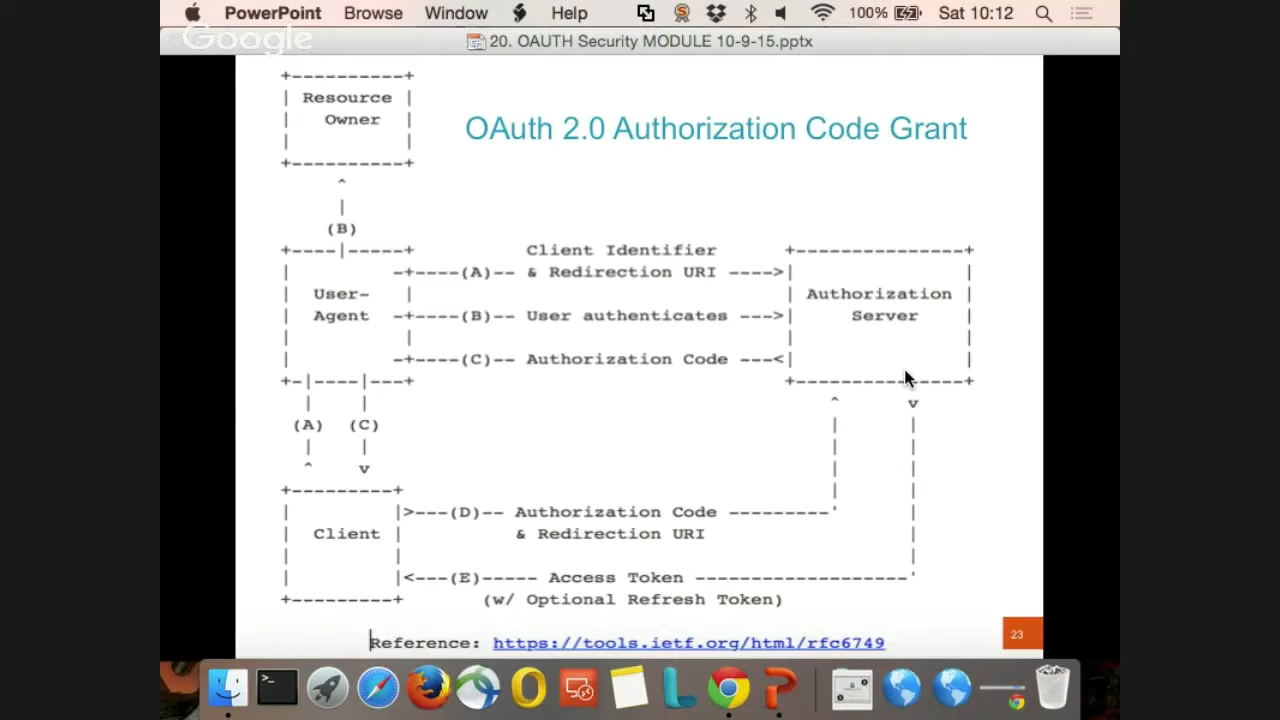 PowerPoint Browse Window Help 100% Sat 10:12
Google
20. OAUTH Security MODULE 10-9-15.pptx
+----------+
| Resource |
| Owner |
| |
+----------+
^
|
(B)
OAuth 2.0 Authorization Code Grant
+----|-----+ Client Identifier +---------------+
| -+----(A)-- & Redirection URI ---->| |
| User- | | Authorization |
| Agent -+----(B)-- User authenticates --->| Server |
| | | |
| -+----(C)-- Authorization Code ---<| |
+-|----|---+ +---------------+
| | ^ v
(A) (C) | |
| | | |
^ v | |
+---------+ | |
| |>---(D)-- Authorization Code ---------' |
| Client | & Redirection URI |
| | |
| |<---(E)----- Access Token -------------------'
+---------+ (w/ Optional Refresh Token)
Reference: https://tools.ietf.org/html/rfc6749
23
>_